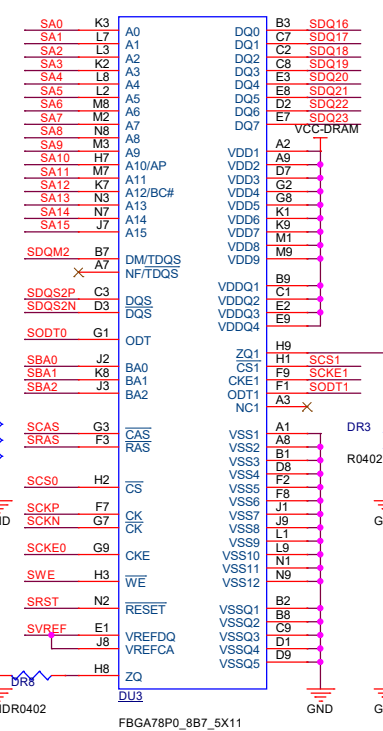 SA0 K3 A0 DQ0 B3 SDQ16
SA1 L7 A1 DQ1 C7 SDQ17
SA2 L3 A2 DQ2 C2 SDQ18
SA3 K2 A3 DQ3 C8 SDQ19
SA4 L8 A4 DQ4 E3 SDQ20
SA5 L2 A5 DQ5 E8 SDQ21
SA6 M8 A6 DQ6 D2 SDQ22
SA7 M2 A7 DQ7 E7 SDQ23
SA8 N8 A8 VCC-DRAM
SA9 M3 A9 VDD1 A2
SA10 H7 A10/AP VDD2 A9
SA11 M7 A11 VDD3 D7
SA12 K7 A12/BC# VDD4 G2
SA13 N3 A13 VDD5 G8
SA14 N7 A14 VDD6 K1
SA15 J7 A15 VDD7 K9
VDD8 M1
SDQM2 B7 DM/TDQS VDD9 M9
A7 NF/TDQS
VDDQ1 B9
SDQS2P C3 DQS VDDQ2 C1
SDQS2N D3 DQS VDDQ3 E2
VDDQ4 E9
SODT0 G1 ODT
ZQ1 H9
SBA0 J2 BA0 CS1 H1 SCS1
SBA1 K8 BA1 CKE1 F9 SCKE1
SBA2 J3 BA2 ODT1 F1 SODT1
NC1 A3
SCAS G3 CAS VSS1 A1 DR3
SRAS F3 RAS VSS2 A8
VSS3 B1 R0402
VSS4 D8
SCS0 H2 CS VSS5 F2
VSS6 F8
SCKP F7 CK VSS7 J1
SCKN G7 CK VSS8 J9
VSS9 L1
SCKE0 G9 CKE VSS10 L9
VSS11 N1
SWE H3 WE VSS12 N9
SRST N2 RESET VSSQ1 B2
VSSQ2 B8
SVREF E1 VREFDQ VSSQ3 C9
J8 VREFCA VSSQ4 D1
VSSQ5 D9
DR8 H8 ZQ
DU3
R0402 GND
FBGA78P0_8B7_5X11